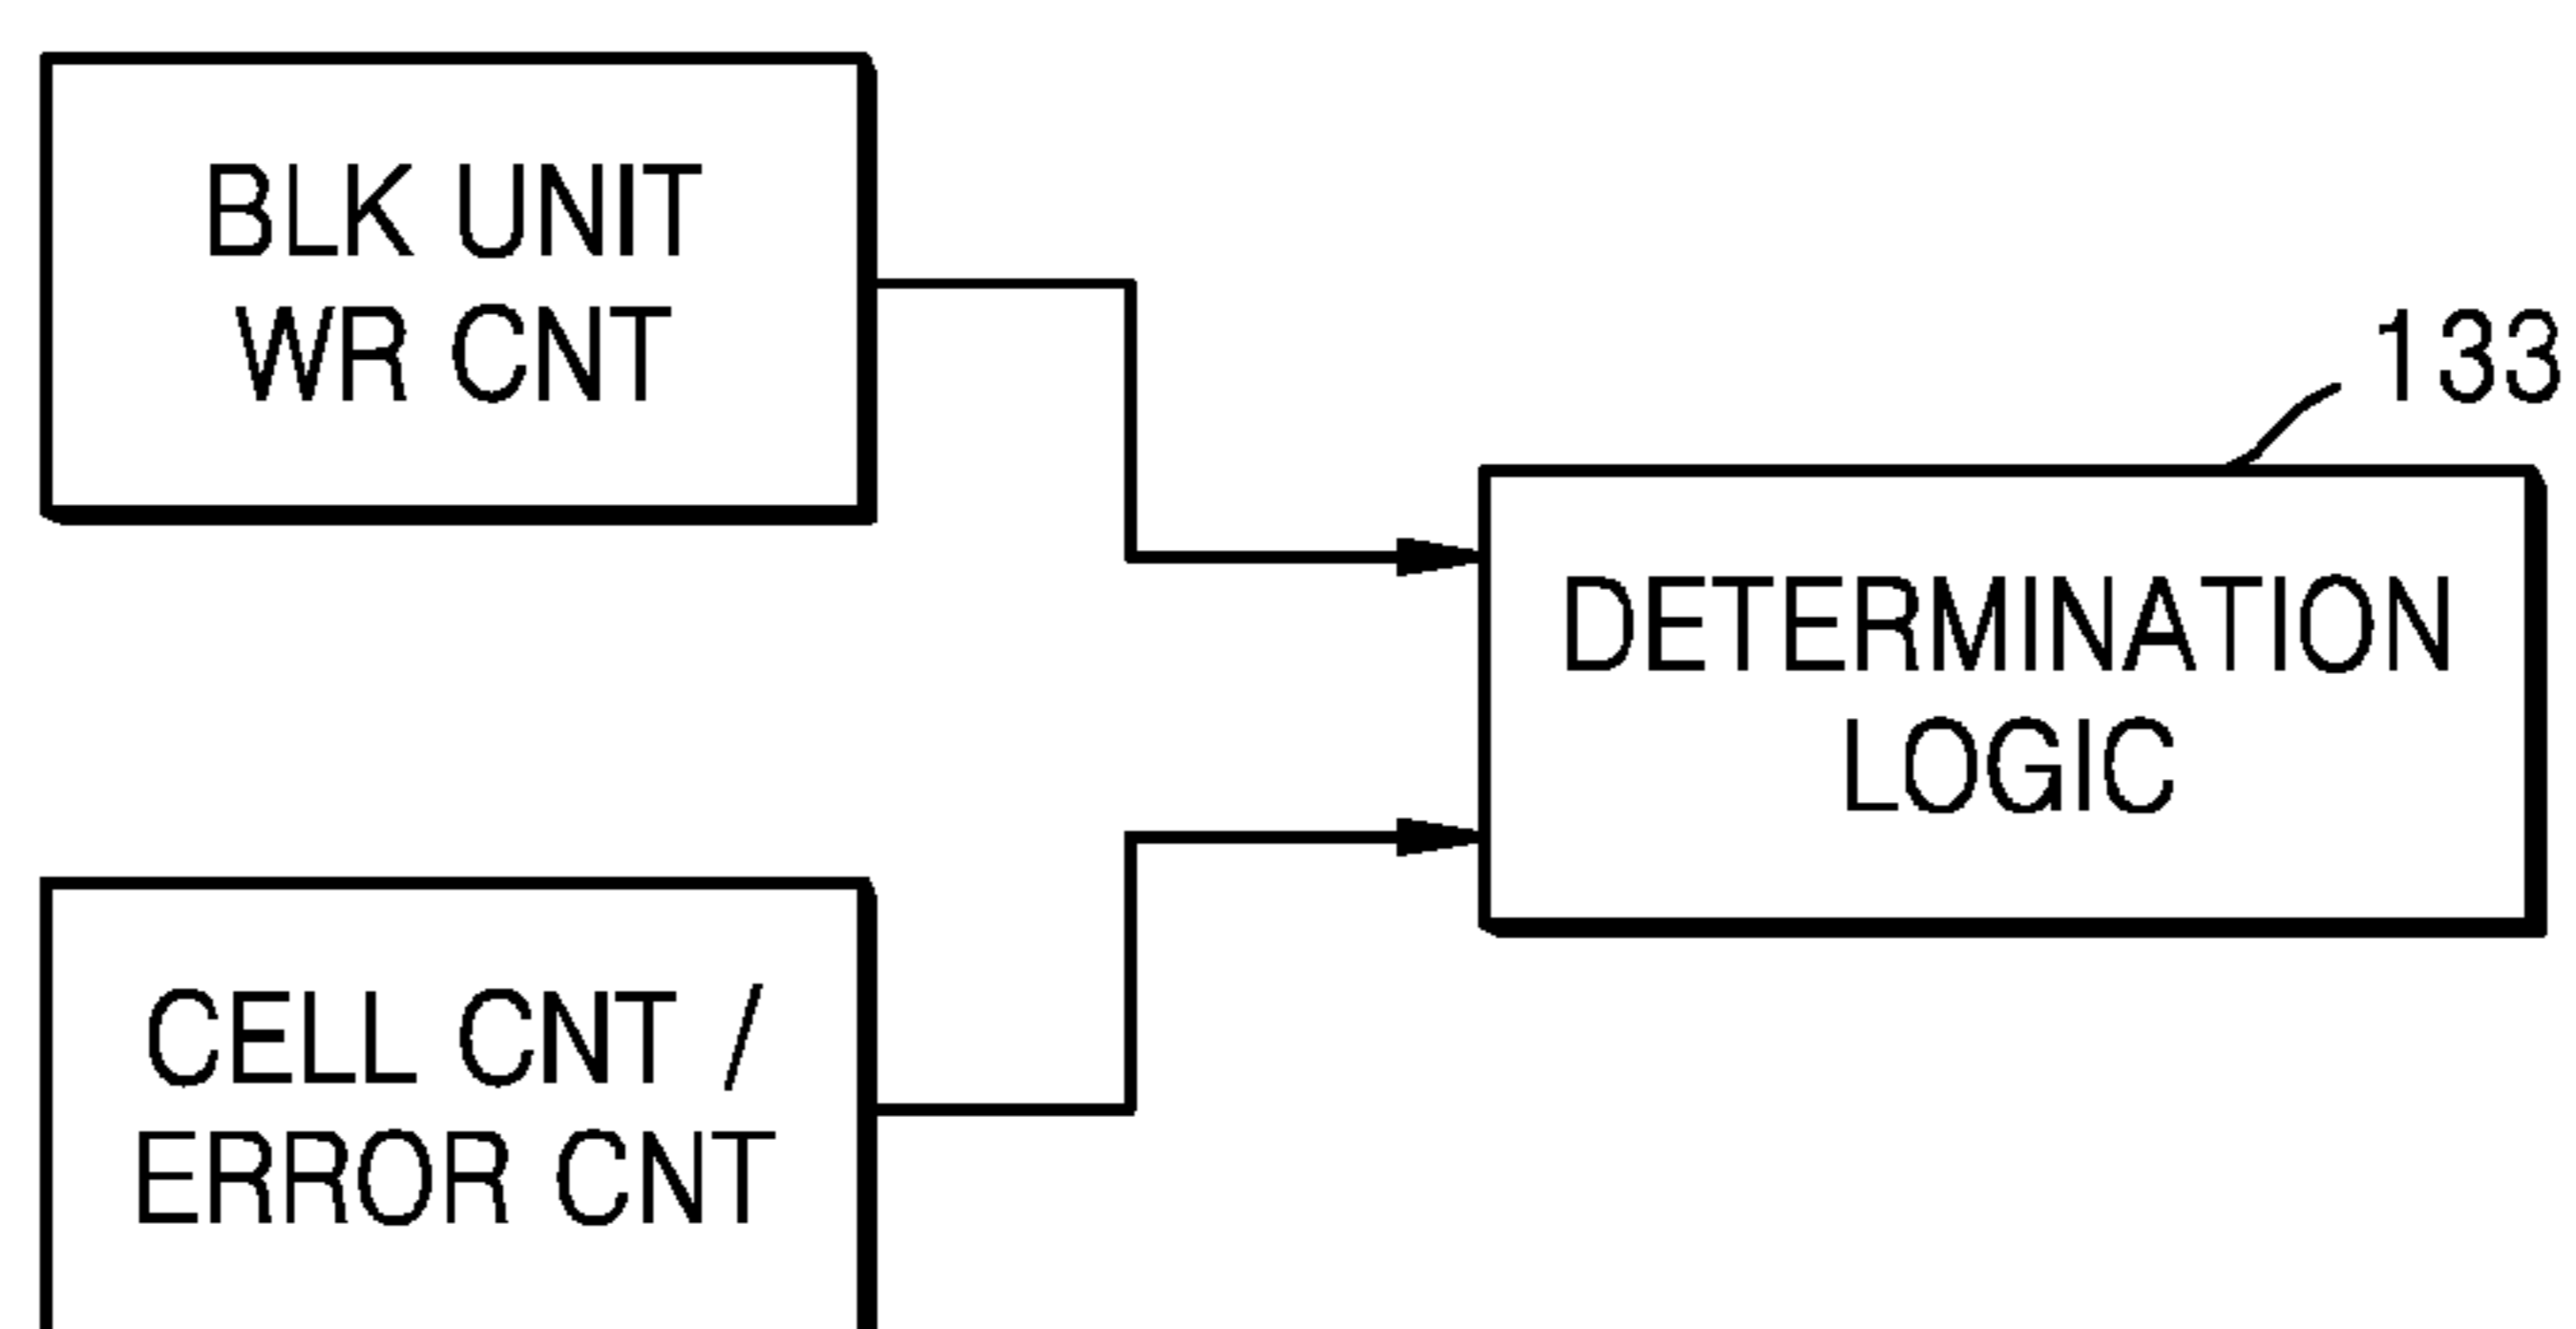 BLK UNIT
WR CNT
133
DETERMINATION
LOGIC
CELL CNT /
ERROR CNT